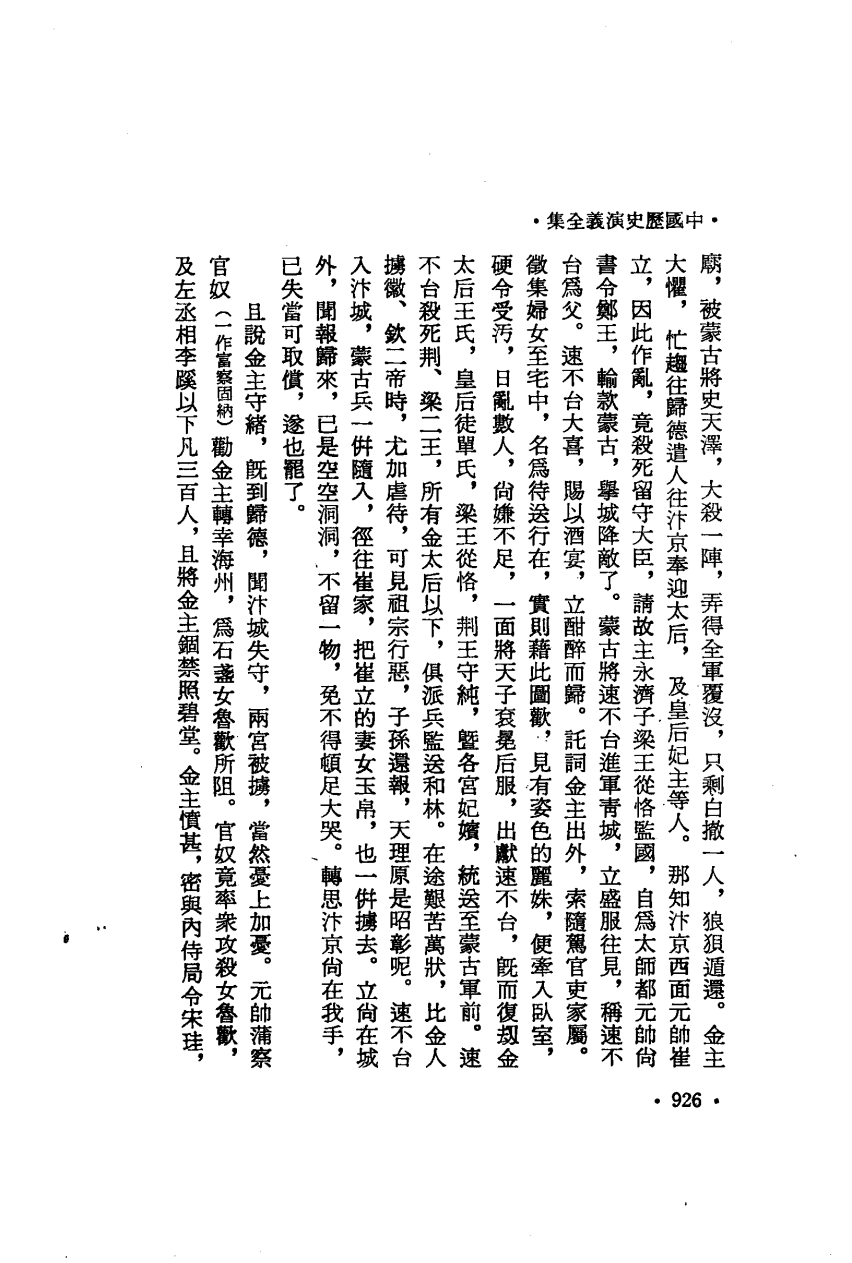 ·中國歷史演義全集·
廟，被蒙古將史天澤，大殺一陣，弄得全軍覆沒，只剩白撤一人，狼狽遁還。金主
大懼，忙趨往歸德遣人往汴京奉迎太后，及皇后妃主等人。那知汴京西面元帥崔
立，因此作亂，竟殺死留守大臣，請故主永濟子梁王從恪監國，自爲太師都元帥尙
書令鄭王，輸款蒙古，舉城降敵了。蒙古將速不台進軍靑城，立盛服往見，稱速不
台爲父。速不台大喜，賜以酒宴，立酣醉而歸。託詞金主出外，索隨駕官吏家屬。
徵集婦女至宅中，名爲待送行在，實則藉此圖歡，見有姿色的麗姝，便牽入臥室，
硬令受汚，日亂數人，尙嫌不足，一面將天子袞冕后服，出獻速不台，旣而復刼金
太后王氏，皇后徒單氏，梁王從恪，荆王守純，曁各宮妃嬪，統送至蒙古軍前。速
不台殺死荆、梁二王，所有金太后以下，俱派兵監送和林。在途艱苦萬狀，比金人
擄徽、欽二帝時，尤加虐待，可見祖宗行惡，子孫還報，天理原是昭彰呢。速不台
入汴城，蒙古兵一併隨入，徑往崔家，把崔立的妻女玉帛，也一併擄去。立尙在城
外，聞報歸來，已是空空洞洞，不留一物，免不得頓足大哭。轉思汴京尙在我手，
已失當可取償，遂也罷了。
且說金主守緒，旣到歸德，聞汴城失守，兩宮被擄，當然憂上加憂。元帥蒲察
官奴（一作富察固納）勸金主轉幸海州，爲石盞女魯歡所阻。官奴竟率衆攻殺女魯歡，
及左丞相李蹊以下凡三百人，且將金主錮禁照碧堂。金主憤甚，密與內侍局令宋珪，
·926·